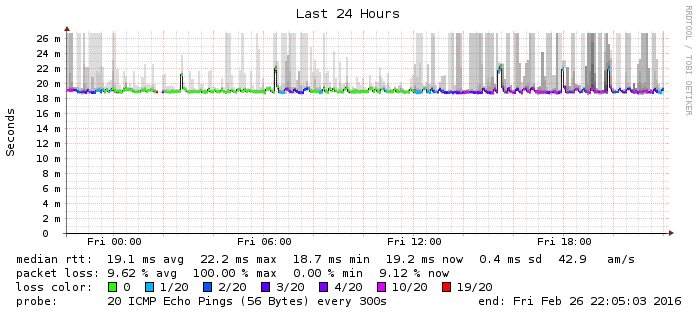 Last 24 Hours
RRDTOOL / TOBI OETIKER
Seconds
26 m
24 m
22 m
20 m
18 m
16 m
14 m
12 m
10 m
8 m
6 m
4 m
2 m
0
Fri 00:00 Fri 06:00 Fri 12:00 Fri 18:00
median rtt: 19.1 ms avg 22.2 ms max 18.7 ms min 19.2 ms now 0.4 ms sd 42.9 am/s
packet loss: 9.62 % avg 100.00 % max 0.00 % min 9.12 % now
loss color: 0 1/20 2/20 3/20 4/20 10/20 19/20
probe: 20 ICMP Echo Pings (56 Bytes) every 300s end: Fri Feb 26 22:05:03 2016